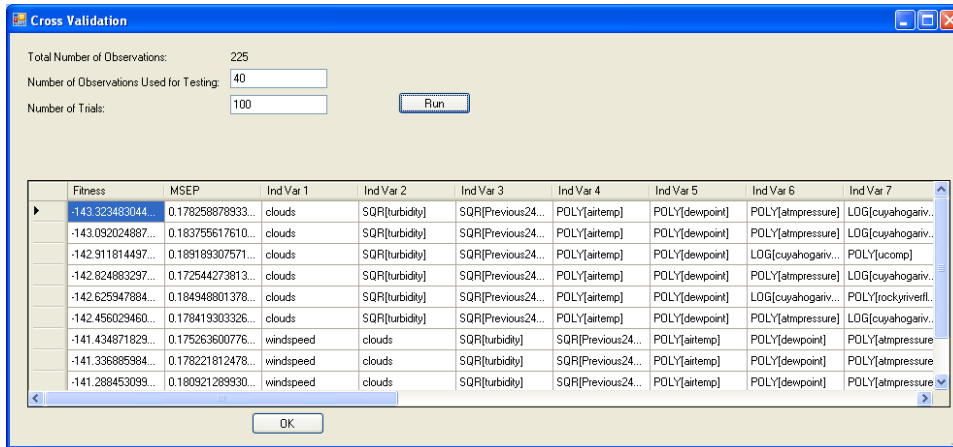 Cross Validation
Total Number of Observations: 225
Number of Observations Used for Testing: 40
Number of Trials: 100
Run
Fitness MSEP Ind Var 1 Ind Var 2 Ind Var 3 Ind Var 4 Ind Var 5 Ind Var 6 Ind Var 7
-143.323483044... 0.178258878933... clouds SQR[turbidity] SQR[Previous24... POLY[airtemp] POLY[dewpoint] POLY[atmpressure] LOG[cuyahogariv...
-143.092024887... 0.183755617610... clouds SQR[turbidity] SQR[Previous24... POLY[airtemp] POLY[dewpoint] POLY[atmpressure] LOG[cuyahogariv...
-142.911814497... 0.189189307571... clouds SQR[turbidity] SQR[Previous24... POLY[airtemp] POLY[dewpoint] LOG[cuyahogariv... POLY[ucomp]
-142.824883297... 0.172544273813... clouds SQR[turbidity] SQR[Previous24... POLY[airtemp] POLY[dewpoint] POLY[atmpressure] LOG[cuyahogariv...
-142.625947884... 0.184948801378... clouds SQR[turbidity] SQR[Previous24... POLY[airtemp] POLY[dewpoint] LOG[cuyahogariv... POLY[rockyriverfl...
-142.456029460... 0.178419303326... clouds SQR[turbidity] SQR[Previous24... POLY[airtemp] POLY[dewpoint] POLY[atmpressure] LOG[cuyahogariv...
-141.434871829... 0.175263600776... windspeed clouds SQR[turbidity] SQR[Previous24... POLY[airtemp] POLY[dewpoint] POLY[atmpressure
-141.336885984... 0.178221812478... windspeed clouds SQR[turbidity] SQR[Previous24... POLY[airtemp] POLY[dewpoint] POLY[atmpressure
-141.288453099... 0.180921289930... windspeed clouds SQR[turbidity] SQR[Previous24... POLY[airtemp] POLY[dewpoint] POLY[atmpressure
OK